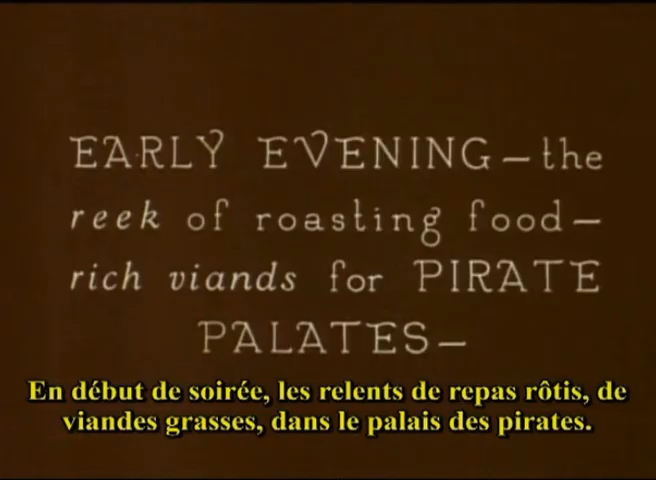 EARLY EVENING — the
reek of roasting food —
rich viands for PIRATE
PALATES —
En début de soirée, les relents de repas rôtis, de
viandes grasses, dans le palais des pirates.